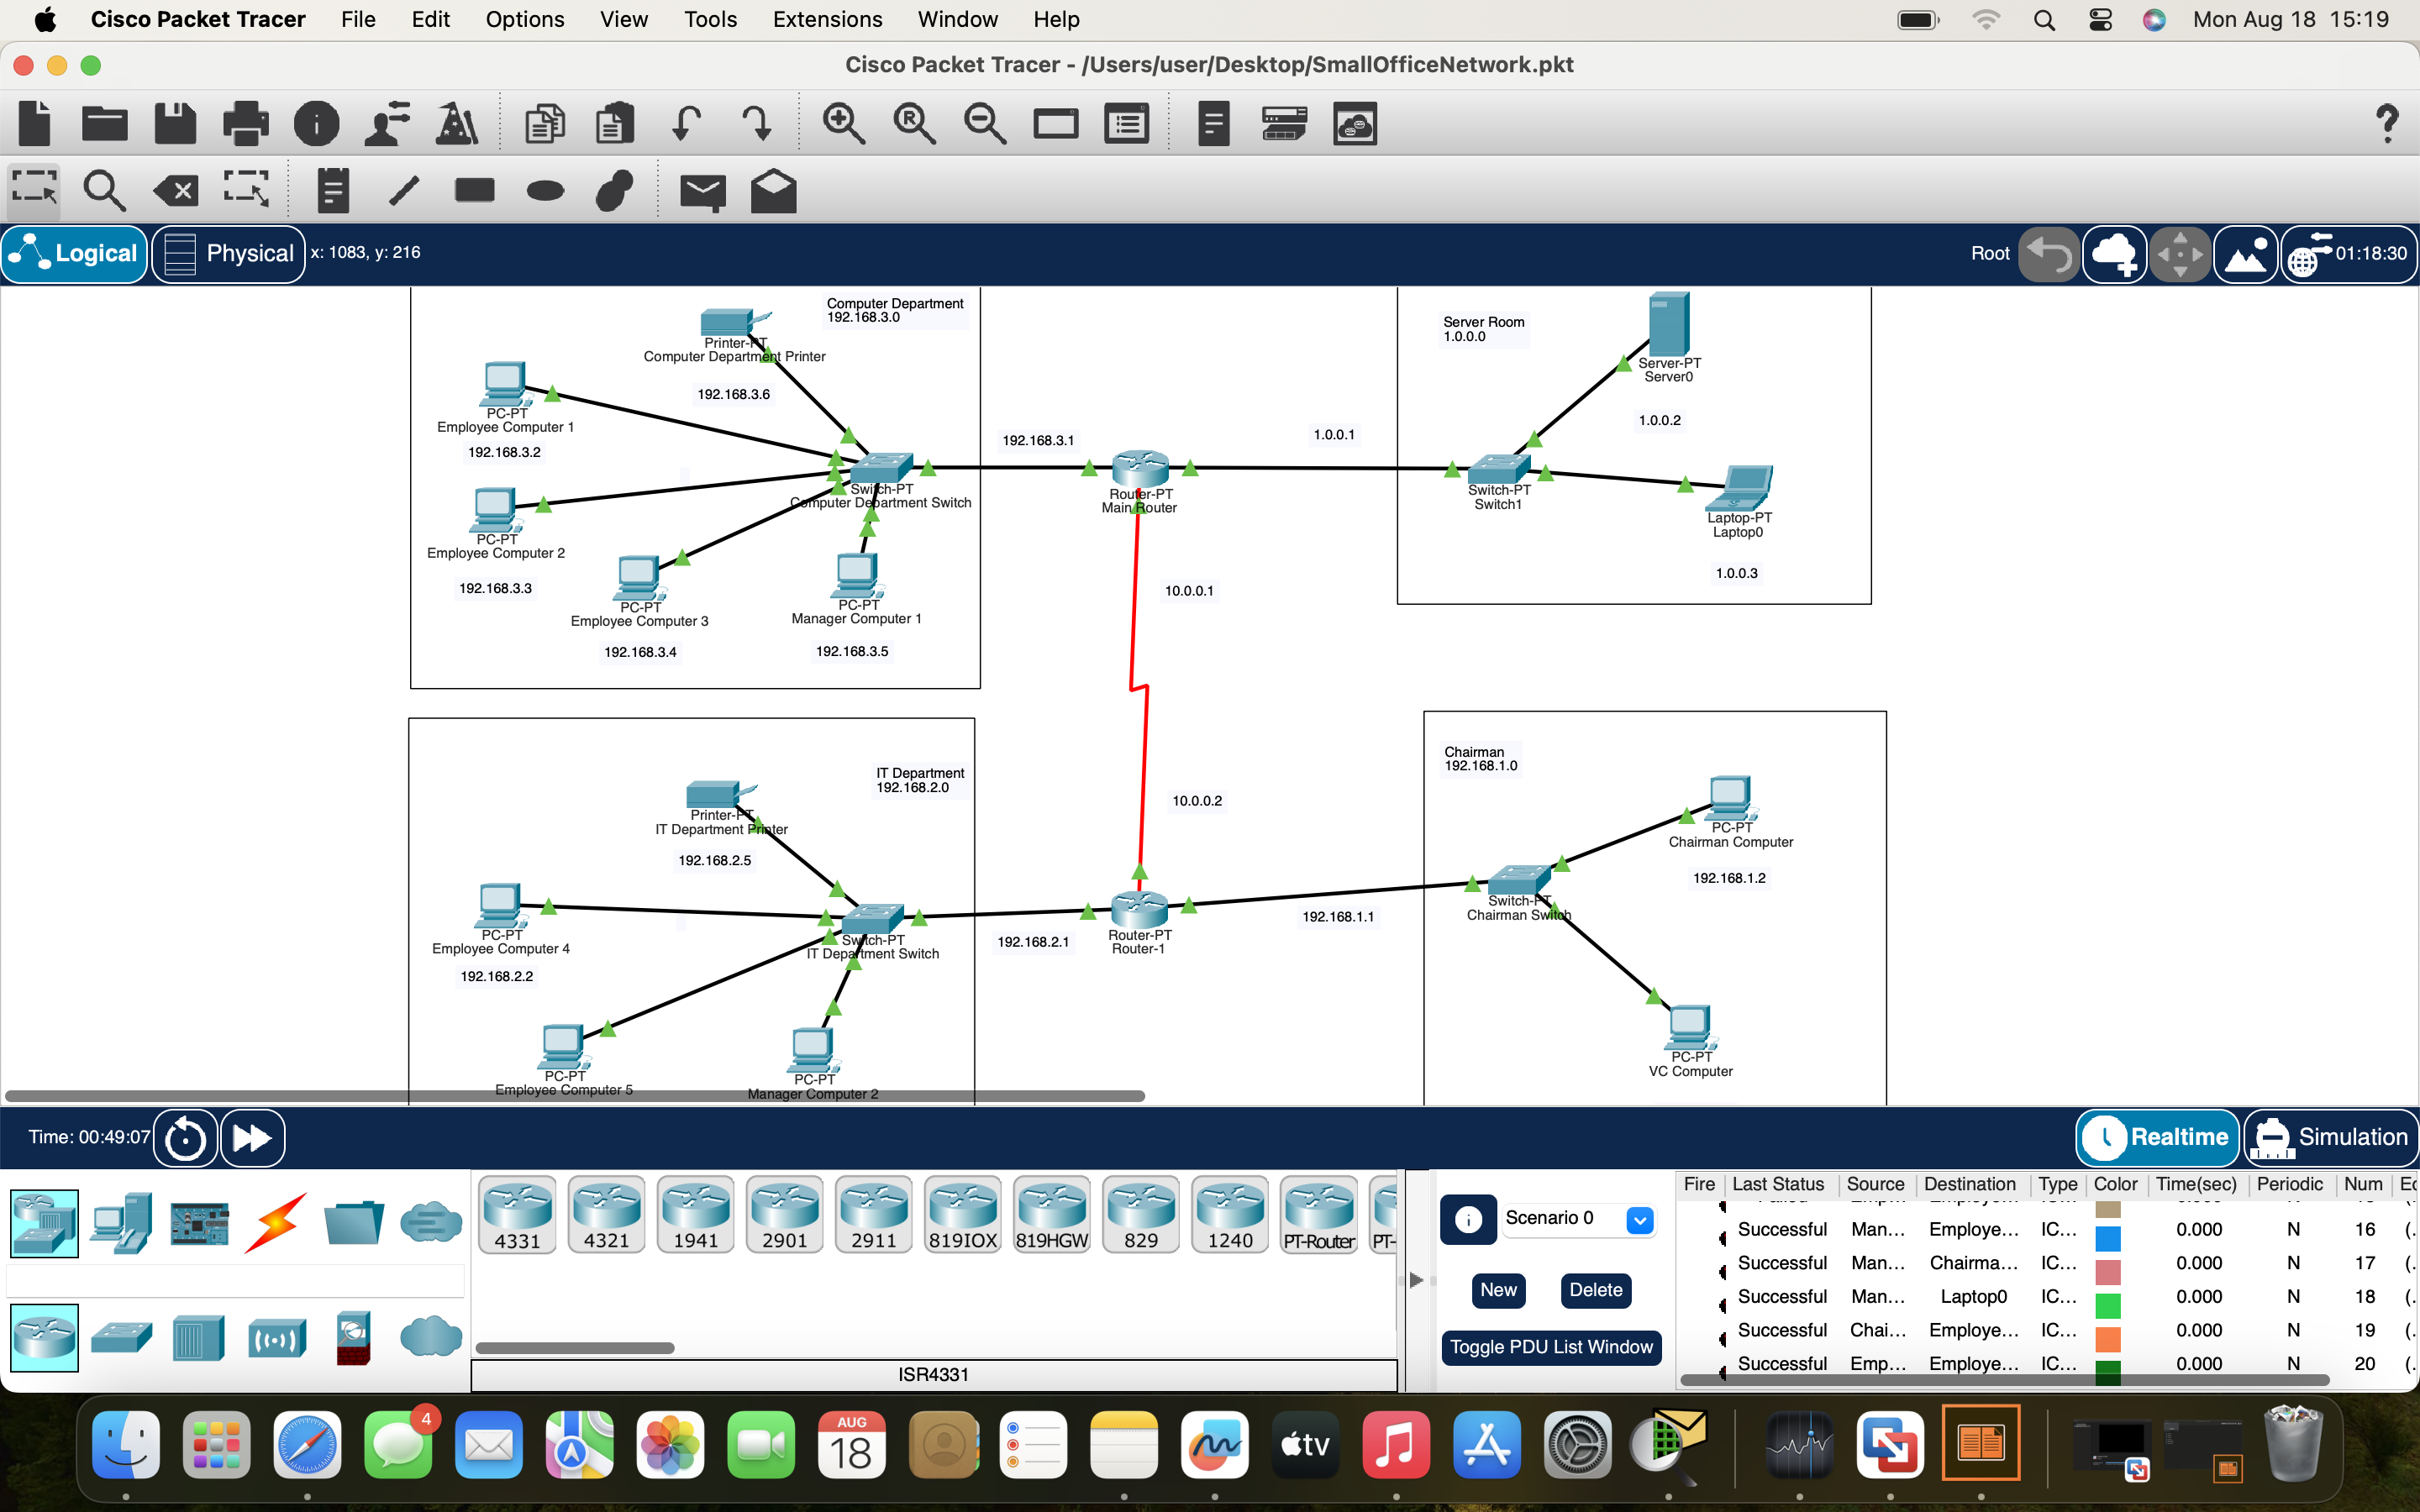 Cisco Packet Tracer File Edit Options View Tools Extensions Window Help Mon Aug 18 15:19
Cisco Packet Tracer - /Users/user/Desktop/SmallOfficeNetwork.pkt
Logical Physical x: 1083, y: 216 Root 01:18:30
Computer Department
192.168.3.0
Printer-PT
Computer Department Printer
192.168.3.6
PC-PT
Employee Computer 1
192.168.3.2
PC-PT
Employee Computer 2
192.168.3.3
PC-PT
Employee Computer 3
192.168.3.4
PC-PT
Manager Computer 1
192.168.3.5
Switch-PT
Computer Department Switch
192.168.3.1
Router-PT
Main Router
1.0.0.1
10.0.0.1
Server Room
1.0.0.0
Server-PT
Server0
1.0.0.2
Switch-PT
Switch1
Laptop-PT
Laptop0
1.0.0.3
IT Department
192.168.2.0
Printer-PT
IT Department Printer
192.168.2.5
PC-PT
Employee Computer 4
192.168.2.2
Switch-PT
IT Department Switch
PC-PT
Employee Computer 5
PC-PT
Manager Computer 2
10.0.0.2
192.168.2.1
Router-PT
Router-1
192.168.1.1
Chairman
192.168.1.0
PC-PT
Chairman Computer
192.168.1.2
Switch-PT
Chairman Switch
PC-PT
VC Computer
Time: 00:49:07 Realtime Simulation
4331 4321 1941 2901 2911 819IOX 819HGW 829 1240 PT-Router PT-
ISR4331
Scenario 0
New Delete
Toggle PDU List Window
Fire Last Status Source Destination Type Color Time(sec) Periodic Num
Successful Man... Employe... IC... 0.000 N 16 (.
Successful Man... Chairma... IC... 0.000 N 17 (.
Successful Man... Laptop0 IC... 0.000 N 18 (.
Successful Chai... Employe... IC... 0.000 N 19 (.
Successful Emp... Employe... IC... 0.000 N 20 (.
4
AUG
18
tv